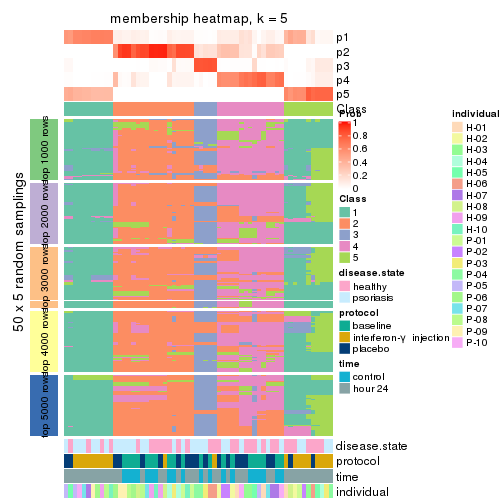 membership heatmap, k = 5
p1
p2
p3
p4
p5
Class
50 x 5 random samplings
top 1000 rows
top 2000 rows
top 3000 rows
top 4000 rows
top 5000 rows
disease.state
protocol
time
individual
Prob
1
0.8
0.6
0.4
0.2
0
Class
1
2
3
4
5
disease.state
healthy
psoriasis
protocol
baseline
interferon-γ injection
placebo
time
control
hour 24
Individual
H-01
H-02
H-03
H-04
H-05
H-06
H-07
H-08
H-09
H-10
P-01
P-02
P-03
P-04
P-05
P-06
P-07
P-08
P-09
P-10